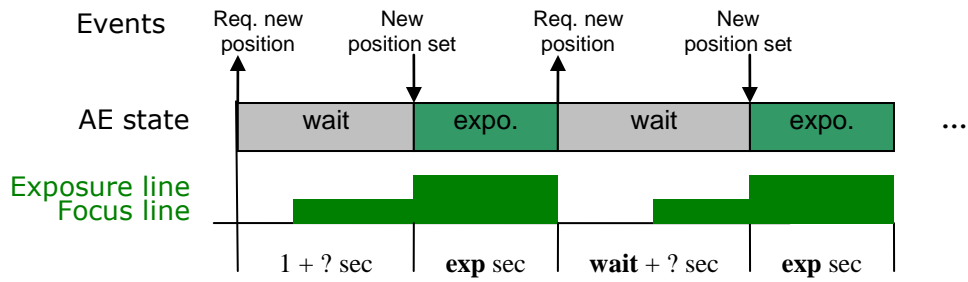 Events
Req. new
position
New
position set
Req. new
position
New
position set
AE state
wait
expo.
wait
expo.
...
Exposure line
Focus line
1 + ? sec
exp sec
wait + ? sec
exp sec